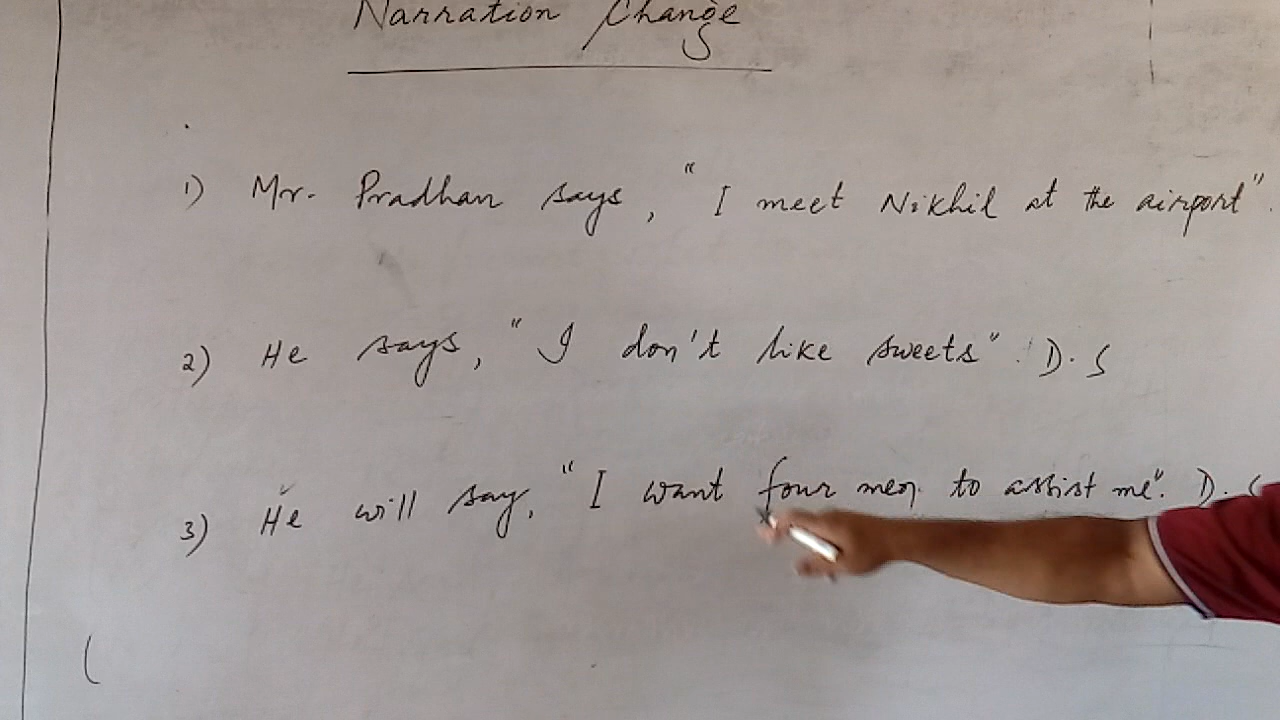 Narration Change
1) Mr. Pradhan says, "I meet Nikhil at the airport".
2) He says, "I don't like sweets". D.S
3) He will say, "I want four men to assist me". D.S